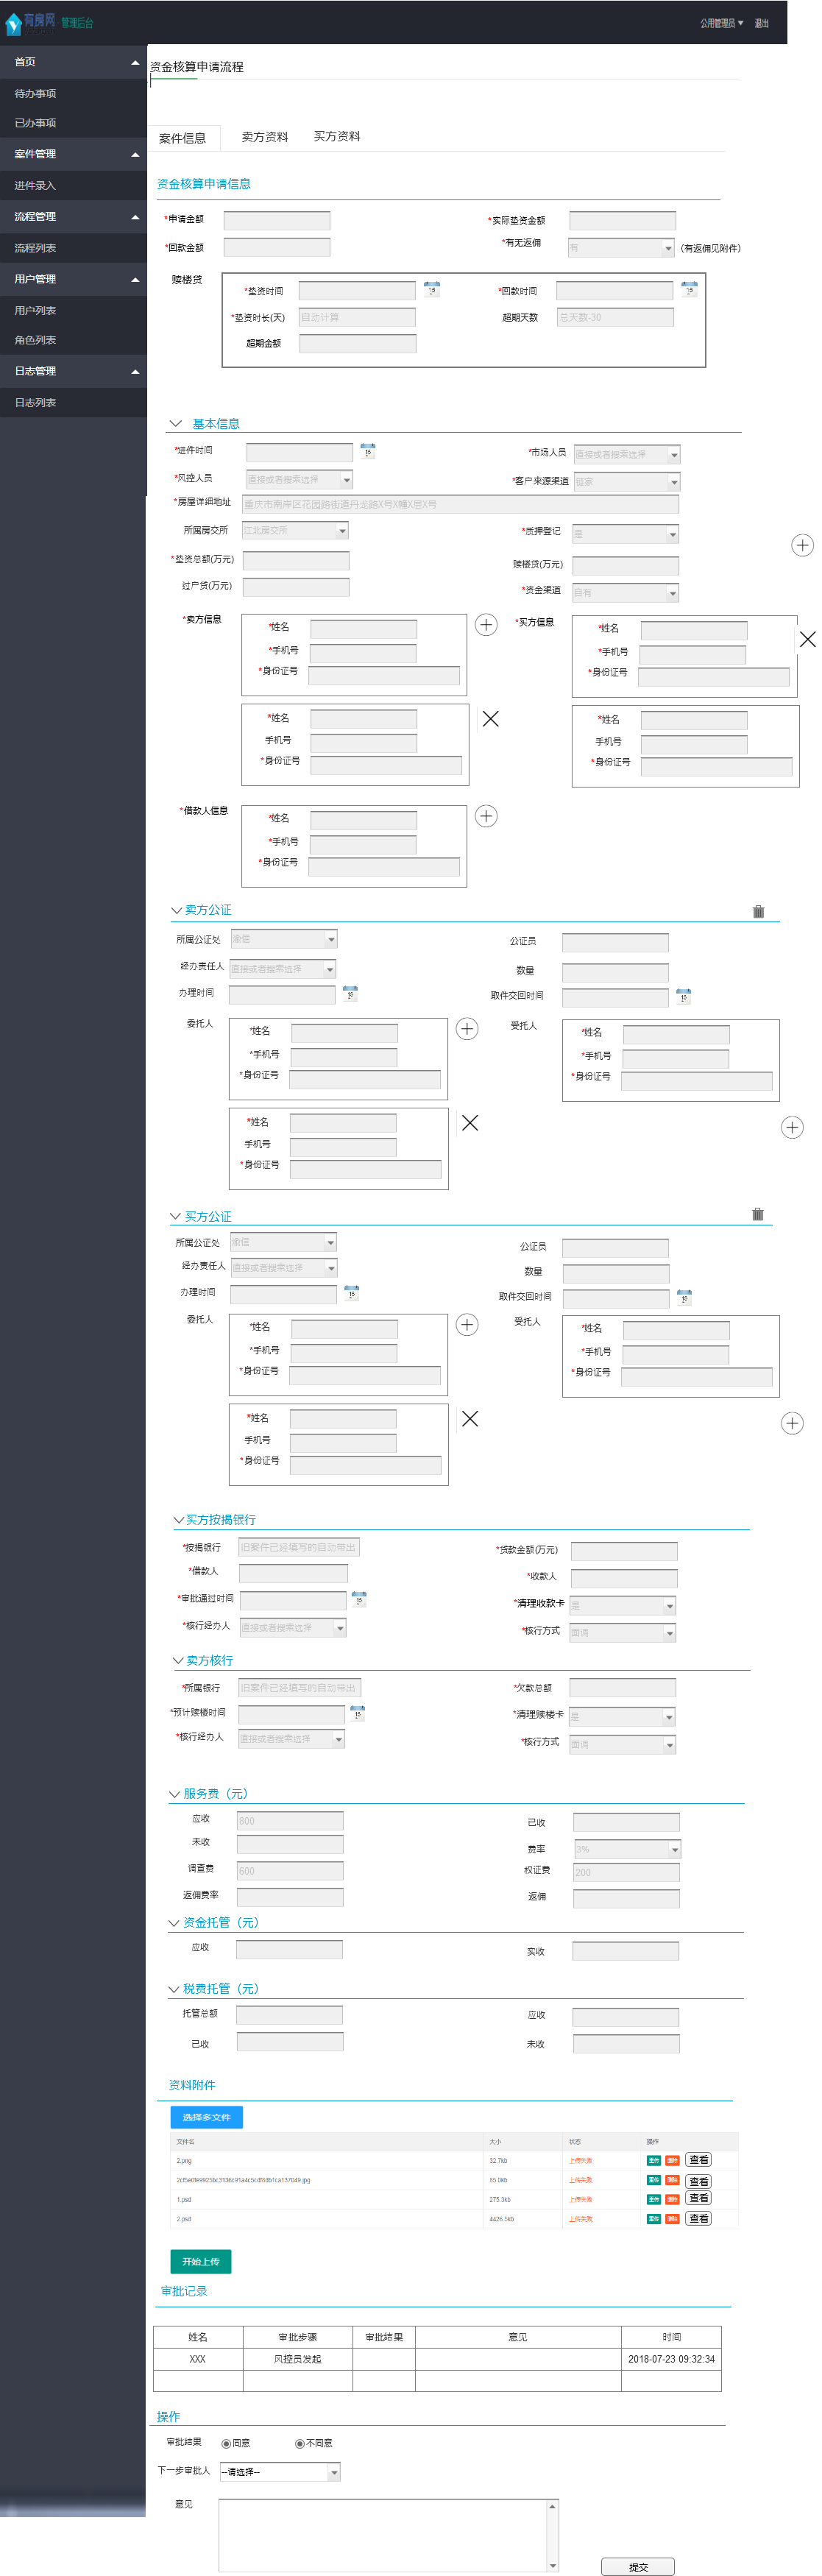 育房网 管理后台
公用管理员 退出
首页
待办事项
已办事项
案件管理
进件录入
流程管理
流程列表
用户管理
用户列表
角色列表
日志管理
日志列表
资金核算申请流程
案件信息 卖方资料 买方资料
资金核算申请信息
*申请金额 *实际垫资金额
*回款金额 *有无返佣 有 (有返佣见附件)
赎楼贷
*垫资时间 *回款时间
*垫资时长(天) 自动计算 超期天数 总天数-30
超期金额
基本信息
*进件时间 *市场人员 直接或者搜索选择
*风控人员 直接或者搜索选择 *客户来源渠道 链家
*房屋详细地址 重庆市南岸区花园路街道丹龙路X号X幢X层X号
所属房交所 江北房交所 *质押登记 是
*垫资总额(万元) 赎楼贷(万元)
过户贷(万元) *资金渠道 自有
*卖方信息 *买方信息
*姓名 *姓名
*手机号 *手机号
*身份证号 *身份证号
*姓名 *姓名
手机号 手机号
*身份证号 *身份证号
*借款人信息
*姓名
*手机号
*身份证号
卖方公证
所属公证处 渝信 公证员
经办责任人 直接或者搜索选择 数量
办理时间 取件交回时间
委托人 受托人
*姓名 *姓名
*手机号 *手机号
*身份证号 *身份证号
*姓名
手机号
*身份证号
买方公证
所属公证处 渝信 公证员
经办责任人 直接或者搜索选择 数量
办理时间 取件交回时间
委托人 受托人
*姓名 *姓名
*手机号 *手机号
*身份证号 *身份证号
*姓名
手机号
*身份证号
买方按揭银行
*按揭银行 旧案件已经填写的自动带出 *贷款金额(万元)
*借款人 *收款人
*审批通过时间 *清理收款卡 是
*核行经办人 直接或者搜索选择 *核行方式 面调
卖方核行
*所属银行 旧案件已经填写的自动带出 *欠款总额
*预计赎楼时间 *清理赎楼卡 是
*核行经办人 直接或者搜索选择 *核行方式 面调
服务费（元）
应收 800 已收
未收 费率 3%
调查费 600 权证费 200
返佣费率 返佣
资金托管（元）
应收 实收
税费托管（元）
托管总额 应收
已收 未收
资料附件
选择多文件
文件名 大小 状态 操作
2.png 32.7kb 上传失败 重传 删除 查看
上传失败 重传 删除 查看
1.psd 275.3kb 上传失败 重传 删除 查看
2.psd 4426.0kb 上传失败 重传 删除 查看
开始上传
审批记录
姓名 审批步骤 审批结果 意见 时间
XXX 风控员发起 2018-07-23 09:32:34
操作
审批结果 同意 不同意
下一步审批人 --请选择--
意见
提交